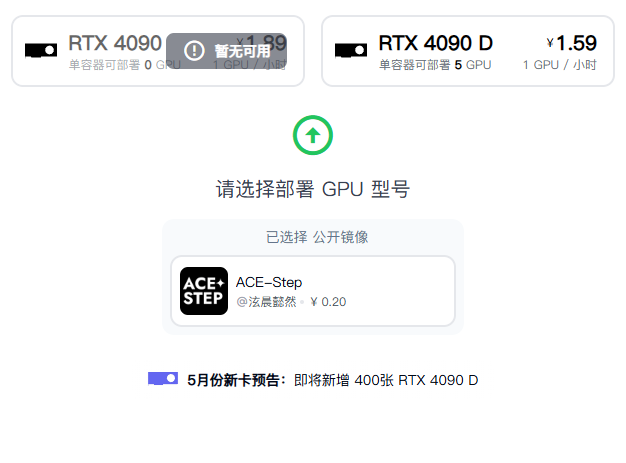 RTX 4090
¥1.89
暂无可用
单容器可部署 0 GPU
1 GPU / 小时
RTX 4090 D
¥1.59
单容器可部署 5 GPU
1 GPU / 小时
请选择部署 GPU 型号
已选择 公开镜像
ACE STEP
ACE-Step
@泫晨懿然 · ¥ 0.20
5月份新卡预告：即将新增 400张 RTX 4090 D